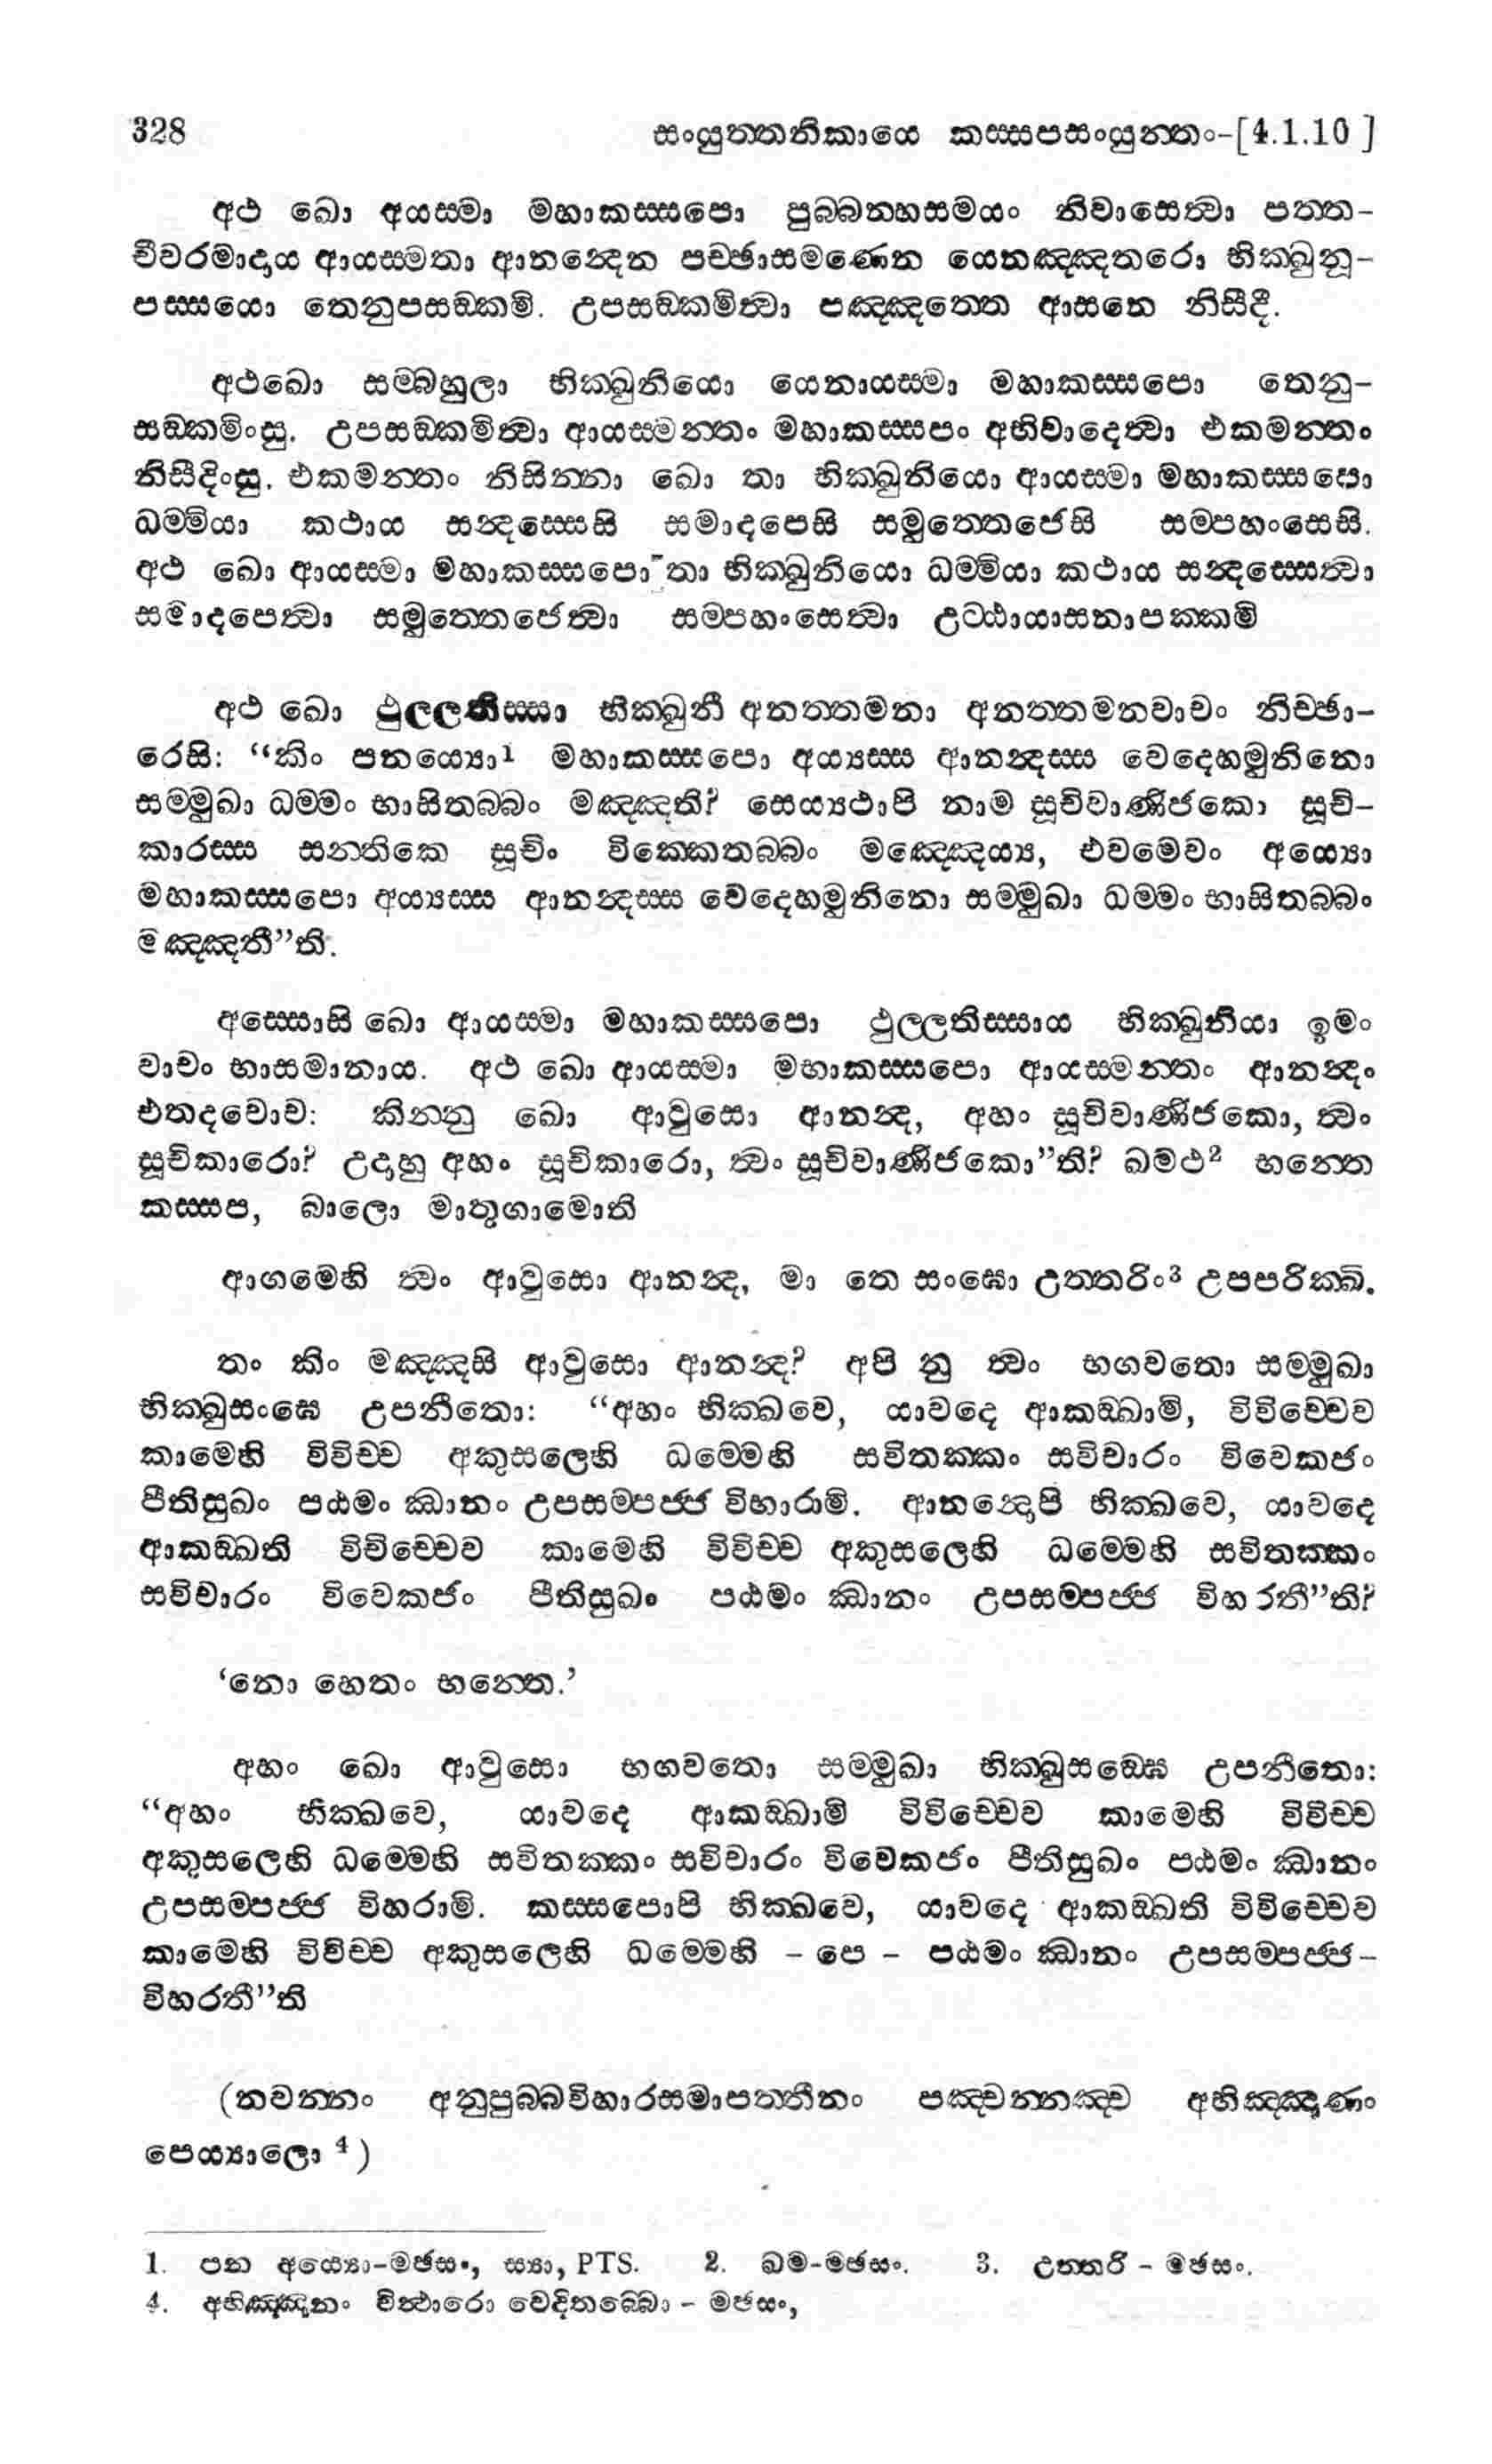 328 සංයුත්තනිකායෙ කස්සපසංයුත්තං-[4.1.10 ]
අථ ඛො අයස්මා මහාකස්සපො පුබ්බන්හසමයං නිවාසෙත්වා පත්ත-
චීවරමාදාය ආයස්මතා ආනන්දෙන පච්ඡාසමණෙන යෙනඤ්ඤතරො භික්ඛුනූ-
පස්සයො තෙනුපසඞ්කමි. උපසඞ්කමිත්වා පඤ්ඤත්තෙ ආසනෙ නිසීදී.
අථඛො සම්බහුලා භික්ඛුනියො යෙනායස්මා මහාකස්සපො තෙනු-
සඞ්කමිංසු. උපසඞ්කමිත්වා ආයස්මන්තං මහාකස්සපං අභිවාදෙත්වා එකමන්තං
නිසීදිංසු. එකමන්තං නිසින්නා ඛො තා භික්ඛුනියො ආයස්මා මහාකස්සපො
ධම්මියා කථාය සන්දස්සෙසි සමාදපෙසි සමුත්තෙජෙසි සම්පහංසෙසි.
අථ ඛො ආයස්මා මහාකස්සපො තා භික්ඛුනියො ධම්මියා කථාය සන්දස්සෙත්වා
සමාදපෙත්වා සමුත්තෙජෙත්වා සම්පහංසෙත්වා උට්ඨායාසනාපක්කමි
අථ ඛො ථුල්ලතිස්සා භික්ඛුනී අනත්තමනා අනත්තමනවාචං නිච්ඡා-
රෙසි: “කිං පනය්‍යො1 මහාකස්සපො අය්‍යස්ස ආනන්දස්ස වෙදෙහමුනිනො
සම්මුඛා ධම්මං භාසිතබ්බං මඤ්ඤති? සෙය්‍යථාපි නාම සූචිවාණිජකො සූචි-
කාරස්ස සන්තිකෙ සූචිං වික්කෙතබ්බං මඤ්ඤෙය්‍ය, එවමෙවං අය්‍යො
මහාකස්සපො අය්‍යස්ස ආනන්දස්ස වෙදෙහමුනිනො සම්මුඛා ධම්මං භාසිතබ්බං
මඤ්ඤතී”ති.
අස්සොසි ඛො ආයස්මා මහාකස්සපො ථුල්ලතිස්සාය භික්ඛුනියා ඉමං
වාචං භාසමානාය. අථ ඛො ආයස්මා මහාකස්සපො ආයස්මන්තං ආනන්දං
එතදවොච: කින්නු ඛො ආවුසො ආනන්ද, අහං සූචිවාණිජකො, ත්වං
සූචිකාරො? උදාහු අහං සූචිකාරො, ත්වං සූචිවාණිජකො”ති? ඛමථ2 භන්තෙ
කස්සප, බාලො මාතුගාමොති
ආගමෙහි ත්වං ආවුසො ආනන්ද, මා තෙ සංඝො උත්තරිං3 උපපරික්ඛි.
තං කිං මඤ්ඤසි ආවුසො ආනන්ද? අපි නු ත්වං භගවතො සම්මුඛා
භික්ඛුසංඝෙ උපනීතො: “අහං භික්ඛවෙ, යාවදෙ ආකඞ්ඛාමි, විවිච්චෙව
කාමෙහි විවිච්ච අකුසලෙහි ධම්මෙහි සවිතක්කං සවිචාරං විවෙකජං
පීතිසුඛං පඨමං ඣානං උපසම්පජ්ජ විහාරාමි. ආනන්දොපි භික්ඛවෙ, යාවදෙ
ආකඞ්ඛති විවිච්චෙව කාමෙහි විවිච්ච අකුසලෙහි ධම්මෙහි සවිතක්කං
සවිචාරං විවෙකජං පීතිසුඛං පඨමං ඣානං උපසම්පජ්ජ විහරතී”ති?
‘නො හෙතං භන්තෙ.’
අහං ඛො ආවුසො භගවතො සම්මුඛා භික්ඛුසඞ්ඝෙ උපනීතො:
“අහං භික්ඛවෙ, යාවදෙ ආකඞ්ඛාමි විවිච්චෙව කාමෙහි විවිච්ච
අකුසලෙහි ධම්මෙහි සවිතක්කං සවිචාරං විවෙකජං පීතිසුඛං පඨමං ඣානං
උපසම්පජ්ජ විහරාමි. කස්සපොපි භික්ඛවෙ, යාවදෙ ආකඞ්ඛති විවිච්චෙව
කාමෙහි විවිච්ච අකුසලෙහි ධම්මෙහි - පෙ - පඨමං ඣානං උපසම්පජ්ජ-
විහරතී”ති
(නවන්නං අනුපුබ්බවිහාරසමාපත්තීනං පඤ්චන්නඤ්ච අභිඤ්ඤාණං
පෙය්‍යාලො 4 )
1. පන අය්‍යො-මඡසං, ස්‍යා, PTS. 2. ඛම-මඡසං. 3. උත්තරි - මඡසං.
4. අභිඤ්ඤානං විත්ථාරො වෙදිතබ්බො - මඡසං,